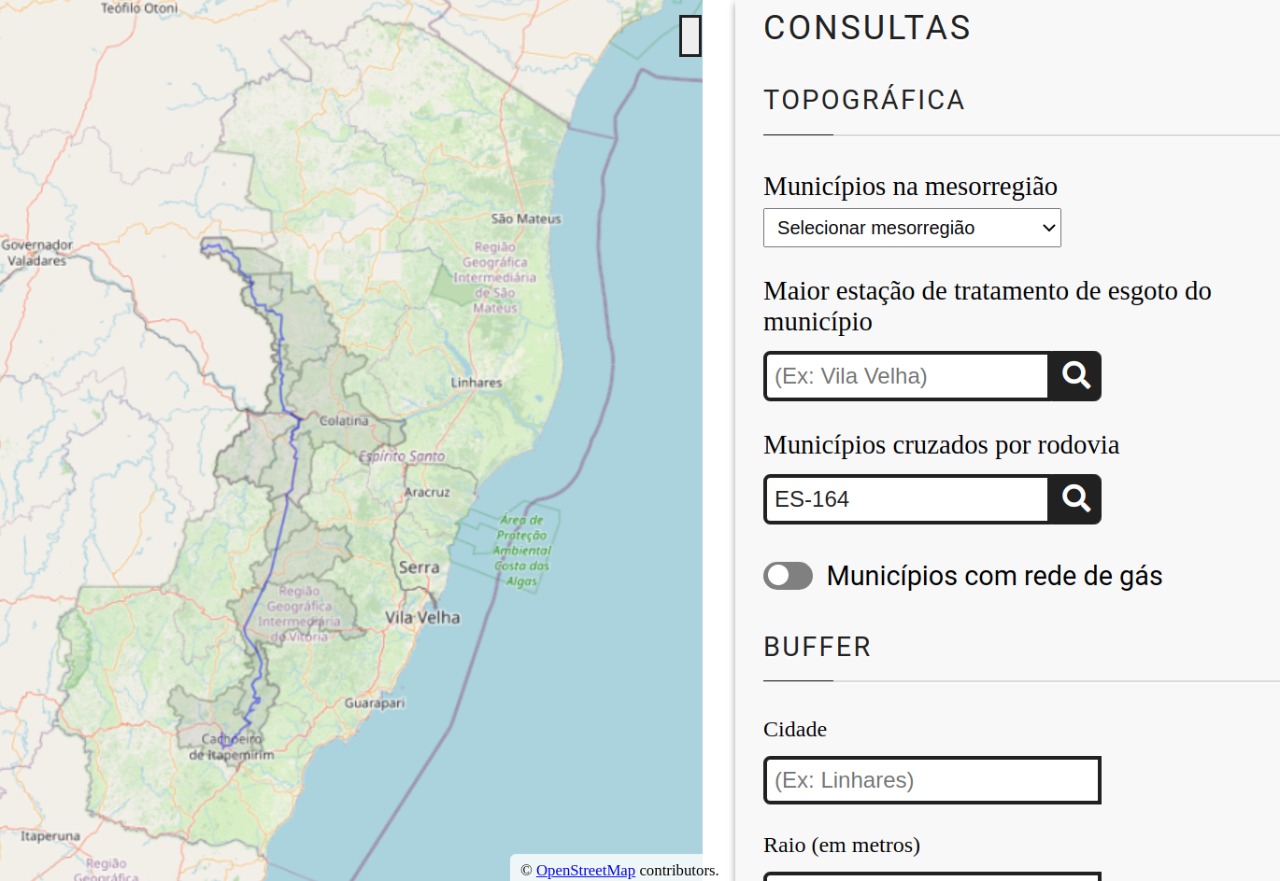 Teófilo Otoni
São Mateus
Região
Geográfica
Intermediária
de São
Mateus
Governador
Valadares
Linhares
Colatina
Espírito Santo
Aracruz
Área de
Proteção
Ambiental
Costa das
Algas
Serra
Região
Geográfica
Intermediária
de Vitória
Vila Velha
Guarapari
Cachoeiro
de Itapemirim
Itaperuna
Região
Geográfica
© OpenStreetMap contributors.
CONSULTAS
TOPOGRÁFICA
Municípios na mesorregião
Selecionar mesorregião
Maior estação de tratamento de esgoto do
município
(Ex: Vila Velha)
Municípios cruzados por rodovia
ES-164
Municípios com rede de gás
BUFFER
Cidade
(Ex: Linhares)
Raio (em metros)